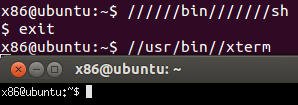 x86@ubuntu:~$ //////bin///////sh
$ exit
x86@ubuntu:~$ //usr/bin//xterm
x86@ubuntu: ~
x86@ubuntu:~$